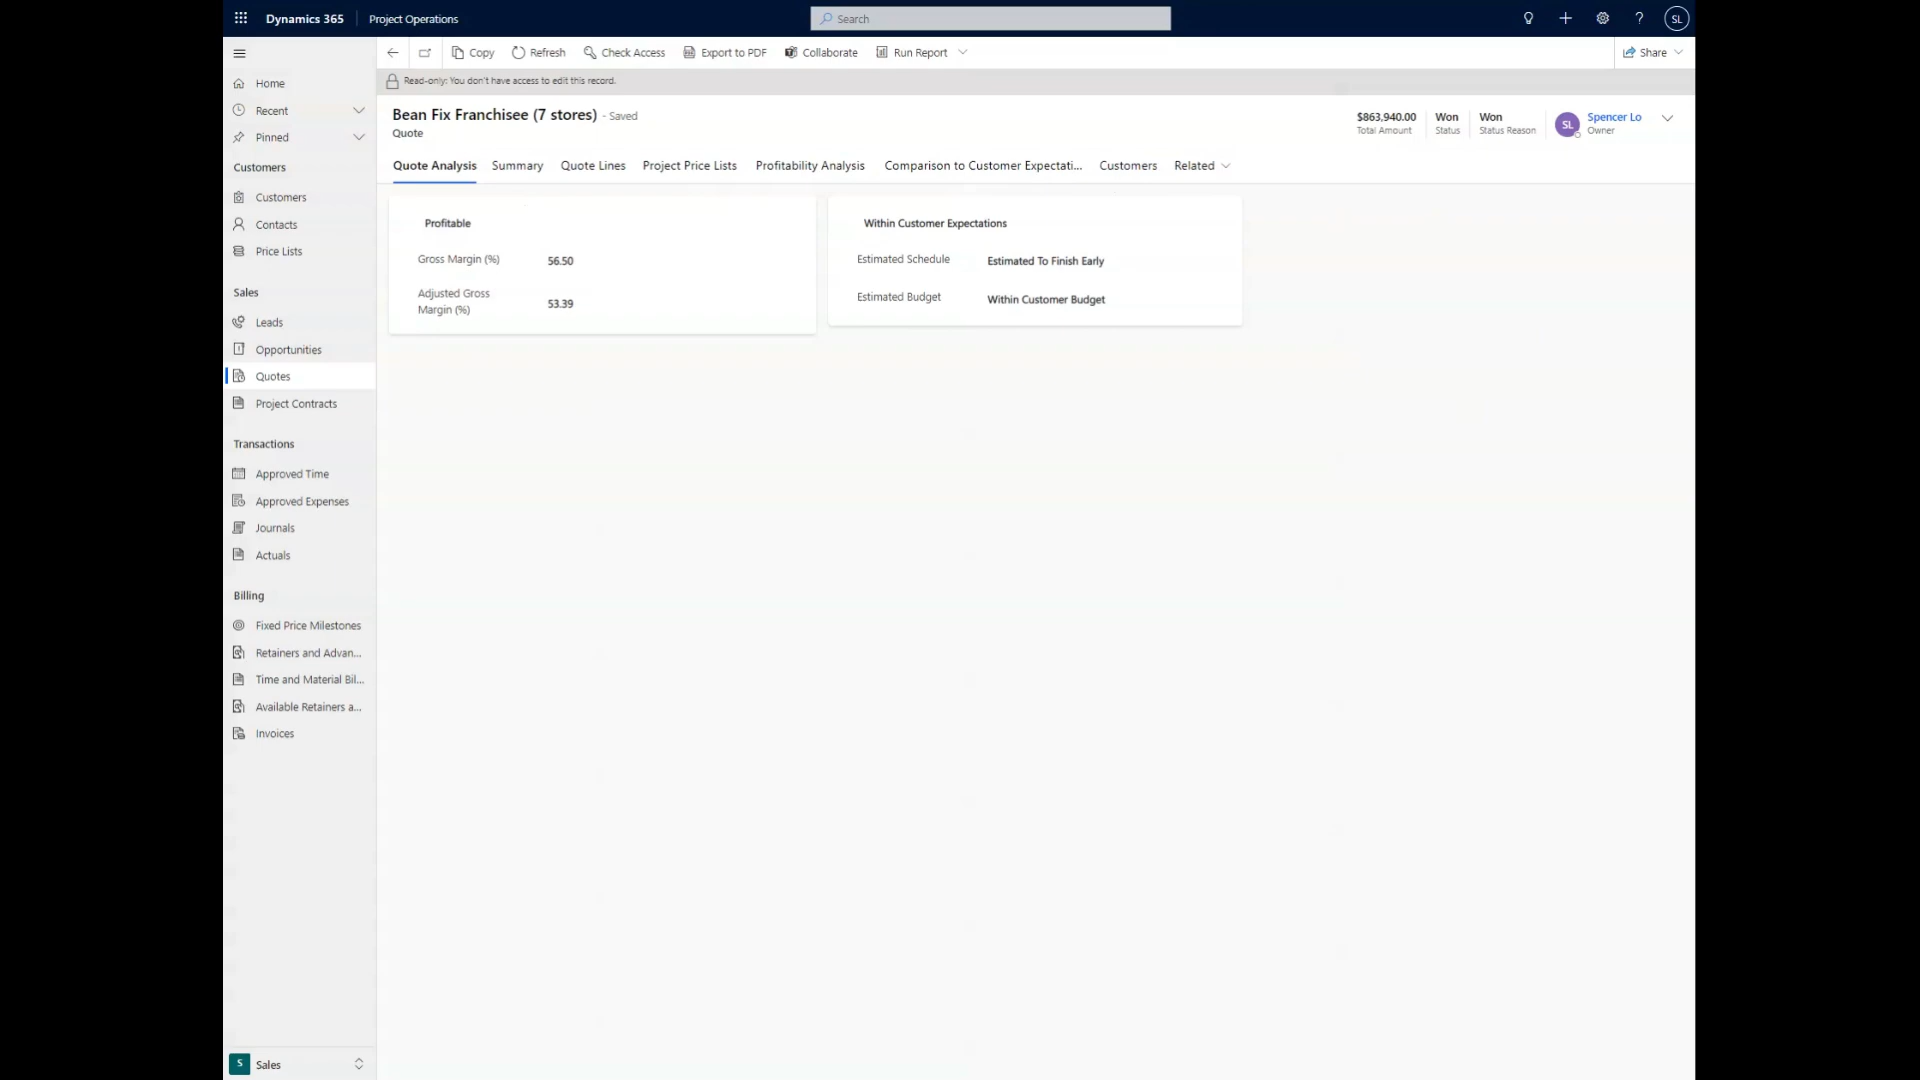 Dynamics 365 Project Operations Search SL
Copy Refresh Check Access Export to PDF Collaborate Run Report Share
Read-only: You don't have access to edit this record.
Home
Recent
Pinned
Customers
Customers
Contacts
Price Lists
Sales
Leads
Opportunities
Quotes
Project Contracts
Transactions
Approved Time
Approved Expenses
Journals
Actuals
Billing
Fixed Price Milestones
Retainers and Advan...
Time and Material Bil...
Available Retainers a...
Invoices
S Sales
Bean Fix Franchisee (7 stores) - Saved
Quote
$863,940.00 Won Won SL Spencer Lo
Total Amount Status Status Reason Owner
Quote Analysis Summary Quote Lines Project Price Lists Profitability Analysis Comparison to Customer Expectati... Customers Related
Profitable
Gross Margin (%) 56.50
Adjusted Gross
Margin (%) 53.39
Within Customer Expectations
Estimated Schedule Estimated To Finish Early
Estimated Budget Within Customer Budget